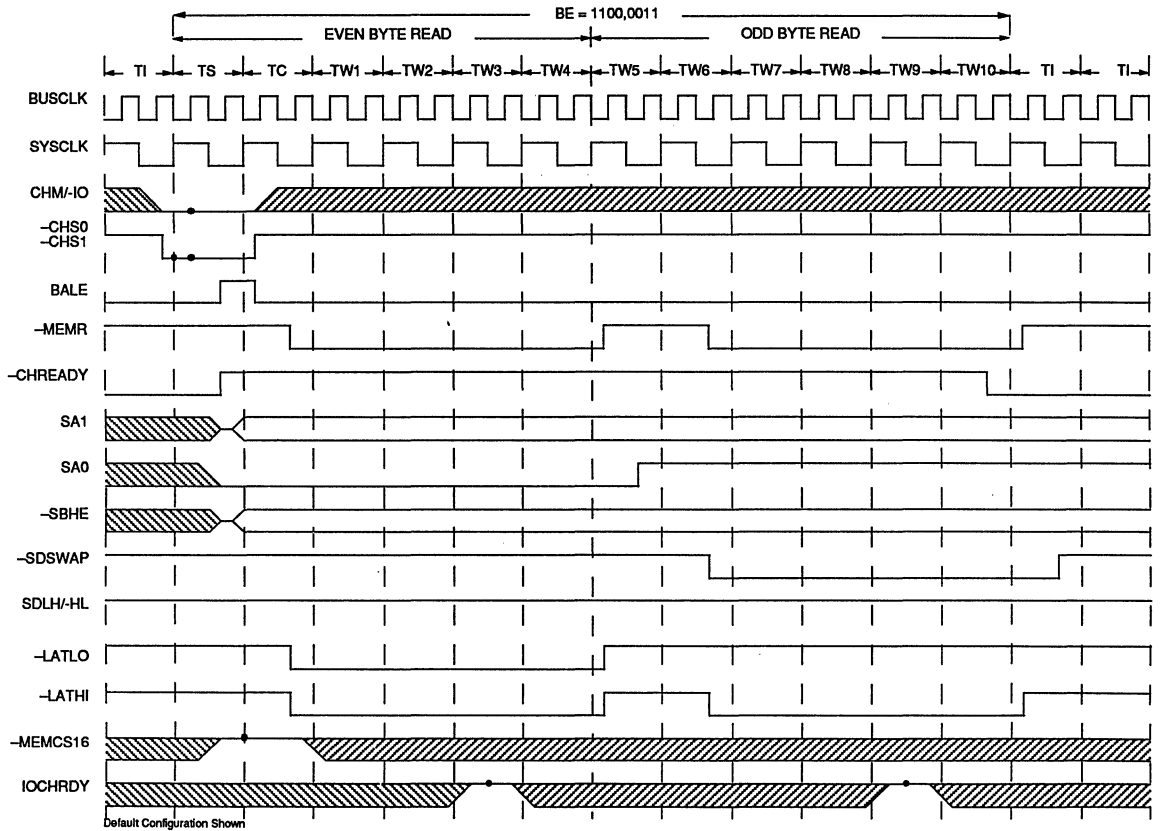 BE = 1100,0011
EVEN BYTE READ ODD BYTE READ
TI TS TC TW1 TW2 TW3 TW4 TW5 TW6 TW7 TW8 TW9 TW10 TI TI
BUSCLK
SYSCLK
CHM/-IO
–CHS0
–CHS1
BALE
–MEMR
–CHREADY
SA1
SA0
–SBHE
–SDSWAP
SDLH/-HL
–LATLO
–LATHI
–MEMCS16
IOCHRDY
Default Configuration Shown